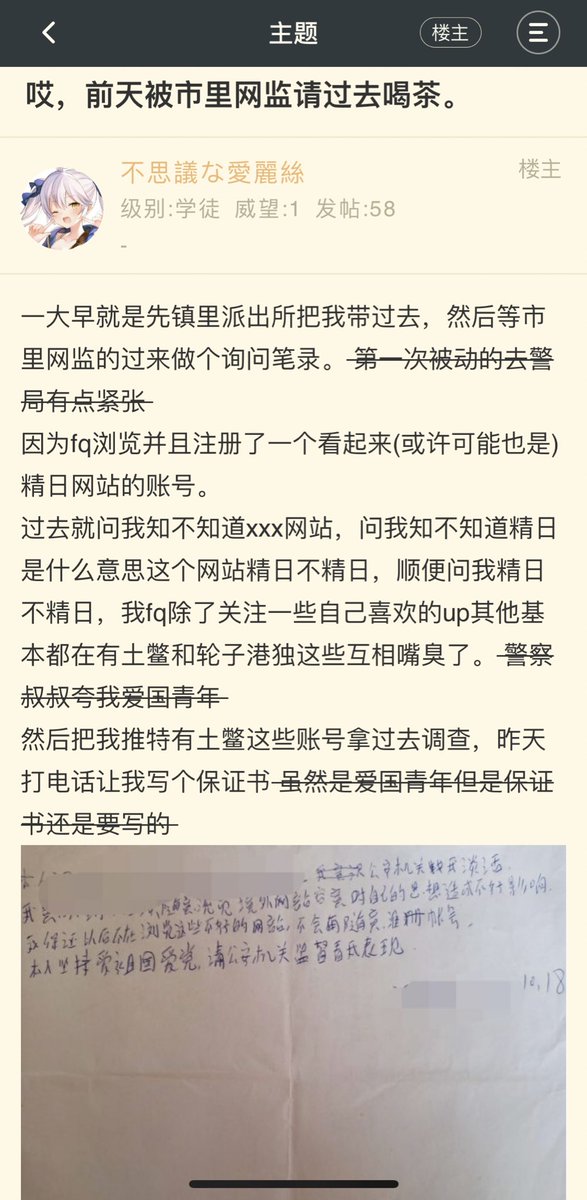 主题
楼主
哎，前天被市里网监请过去喝茶。
不思議な愛麗絲
楼主
级别:学徒 威望:1 发帖:58
-
一大早就是先镇里派出所把我带过去，然后等市
里网监的过来做个询问笔录。第一次被动的去警
局有点紧张
因为fq浏览并且注册了一个看起来(或许可能也是)
精日网站的账号。
过去就问我知不知道xxx网站，问我知不知道精日
是什么意思这个网站精日不精日，顺便问我精日
不精日，我fq除了关注一些自己喜欢的up其他基
本都在有土鳖和轮子港独这些互相嘴臭了。警察
叔叔夸我爱国青年
然后把我推特有土鳖这些账号拿过去调查，昨天
打电话让我写个保证书虽然是爱国青年但是保证
书还是要写的
公安机关
境外网站 对自己的思想造成不好影响
保证以后不在浏览这些不好的网站，不会再随意注册帐号。
本人坚持爱祖国爱党，请公安机关监督看我表现
10.18